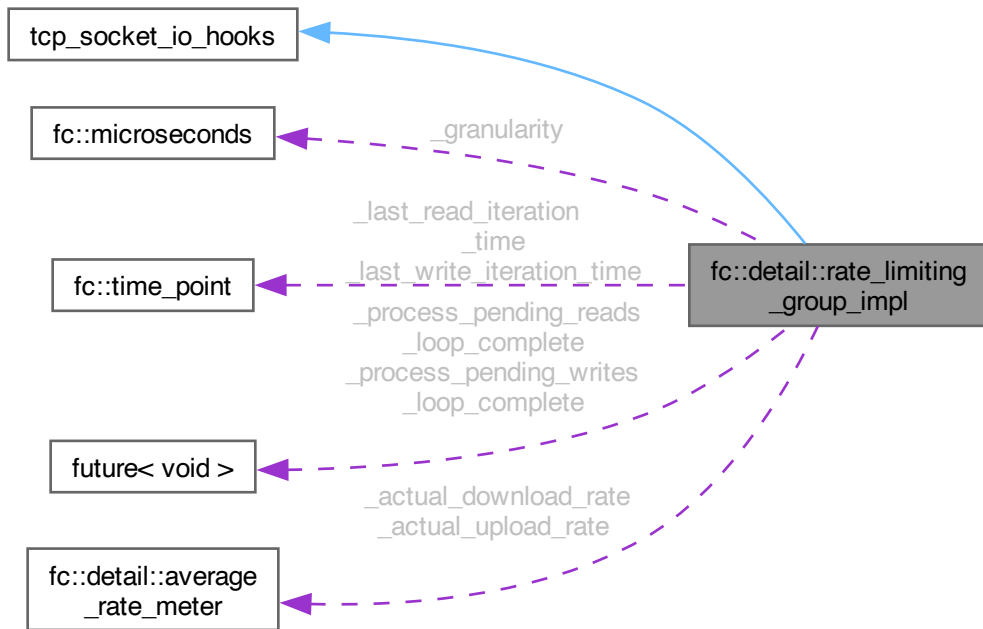 tcp_socket_io_hooks
fc::microseconds
_granularity
_last_read_iteration
_time
_last_write_iteration_time
fc::time_point
fc::detail::rate_limiting
_group_impl
_process_pending_reads
_loop_complete
_process_pending_writes
_loop_complete
future< void >
_actual_download_rate
_actual_upload_rate
fc::detail::average
_rate_meter